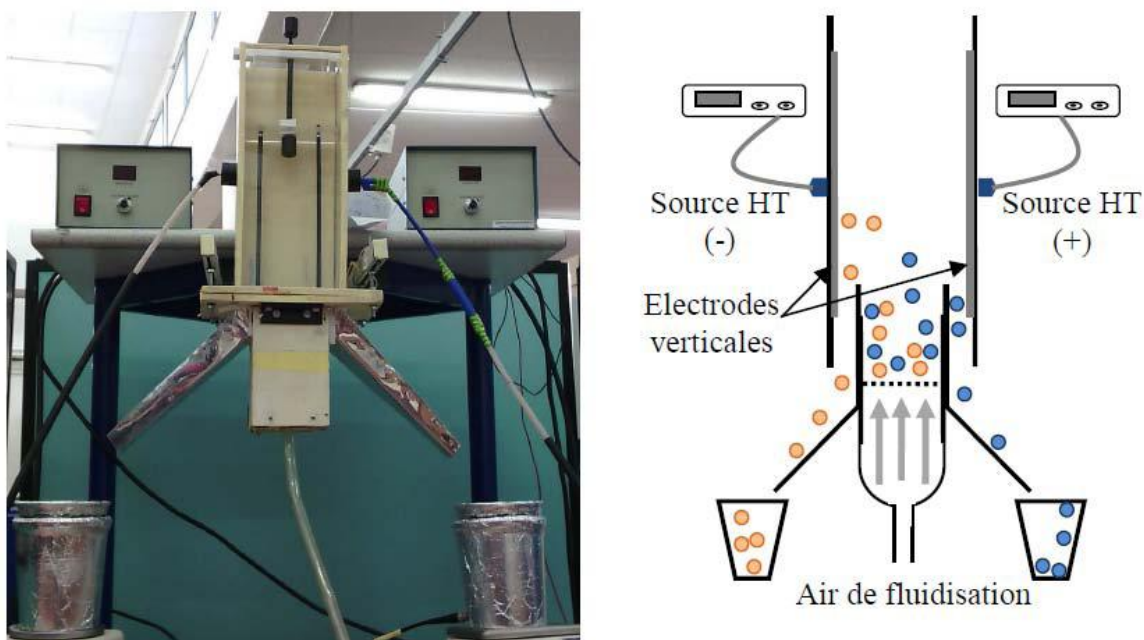 Source HT
(-)
Source HT
(+)
Electrodes
verticales
Air de fluidisation